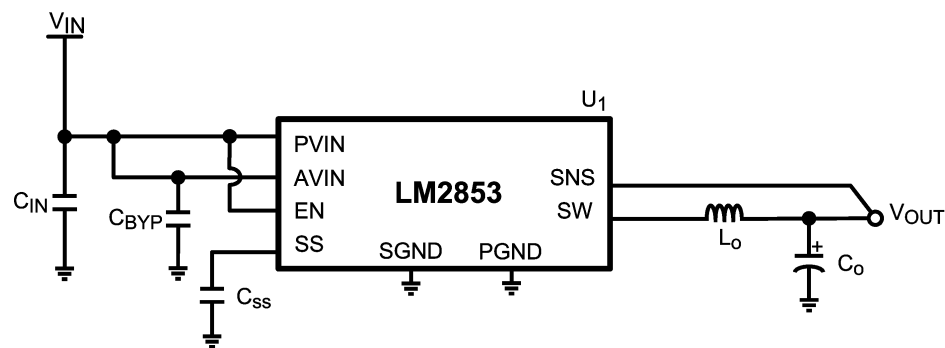 VIN
U1
PVIN
AVIN
EN
SS
LM2853
SNS
SW
SGND
PGND
CIN
CBYP
Css
Lo
Co
+
VOUT